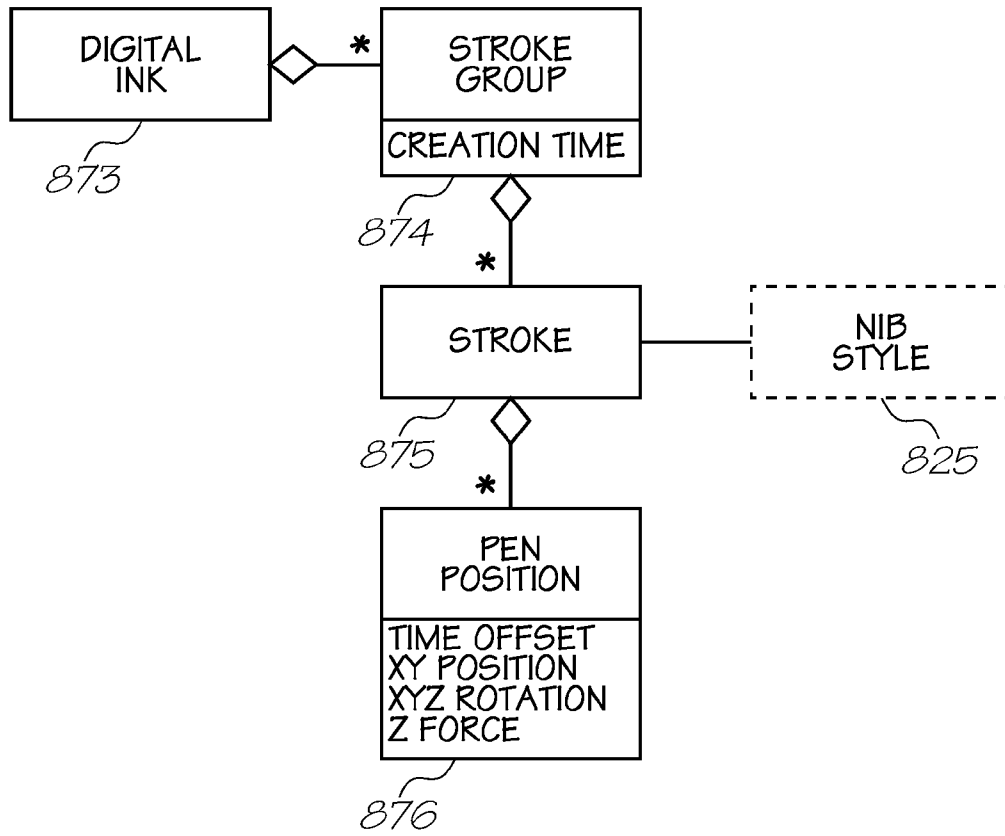 DIGITAL
INK
*
STROKE
GROUP
CREATION TIME
873
874
*
STROKE
NIB
STYLE
875
825
*
PEN
POSITION
TIME OFFSET
XY POSITION
XYZ ROTATION
Z FORCE
876